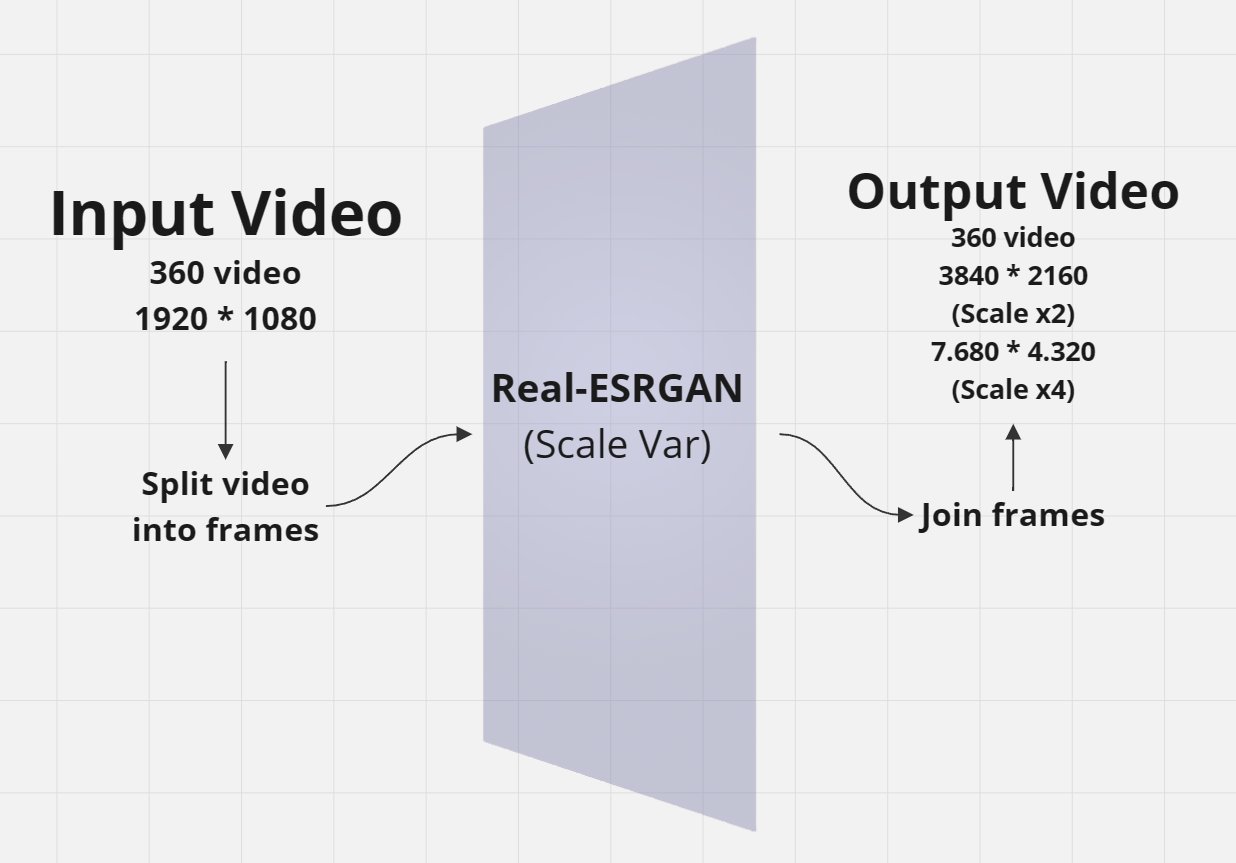 Input Video
360 video
1920 * 1080
Split video
into frames
Real-ESRGAN
(Scale Var)
Output Video
360 video
3840 * 2160
(Scale x2)
7.680 * 4.320
(Scale x4)
Join frames